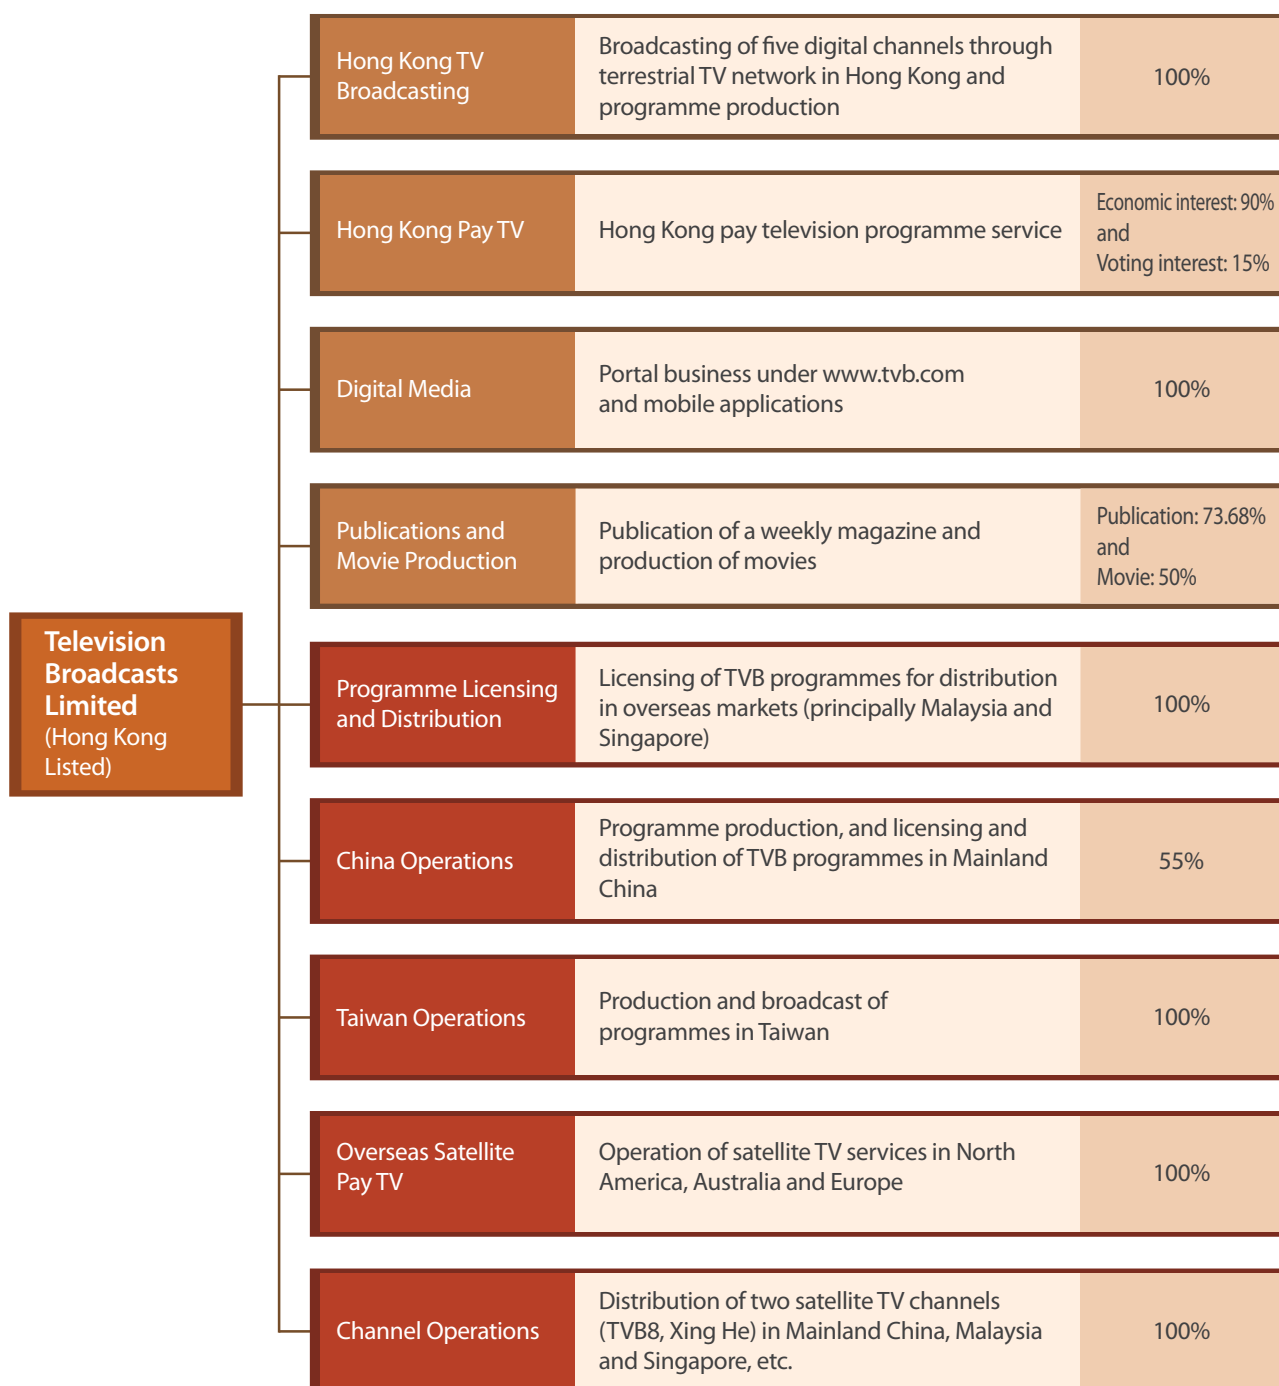 Hong Kong TV
Broadcasting
Broadcasting of five digital channels through
terrestrial TV network in Hong Kong and
programme production
100%
Hong Kong Pay TV
Hong Kong pay television programme service
Economic interest: 90%
and
Voting interest: 15%
Digital Media
Portal business under www.tvb.com
and mobile applications
100%
Publications and
Movie Production
Publication of a weekly magazine and
production of movies
Publication: 73.68%
and
Movie: 50%
Television
Broadcasts
Limited
(Hong Kong
Listed)
Programme Licensing
and Distribution
Licensing of TVB programmes for distribution
in overseas markets (principally Malaysia and
Singapore)
100%
China Operations
Programme production, and licensing and
distribution of TVB programmes in Mainland
China
55%
Taiwan Operations
Production and broadcast of
programmes in Taiwan
100%
Overseas Satellite
Pay TV
Operation of satellite TV services in North
America, Australia and Europe
100%
Channel Operations
Distribution of two satellite TV channels
(TVB8, Xing He) in Mainland China, Malaysia
and Singapore, etc.
100%